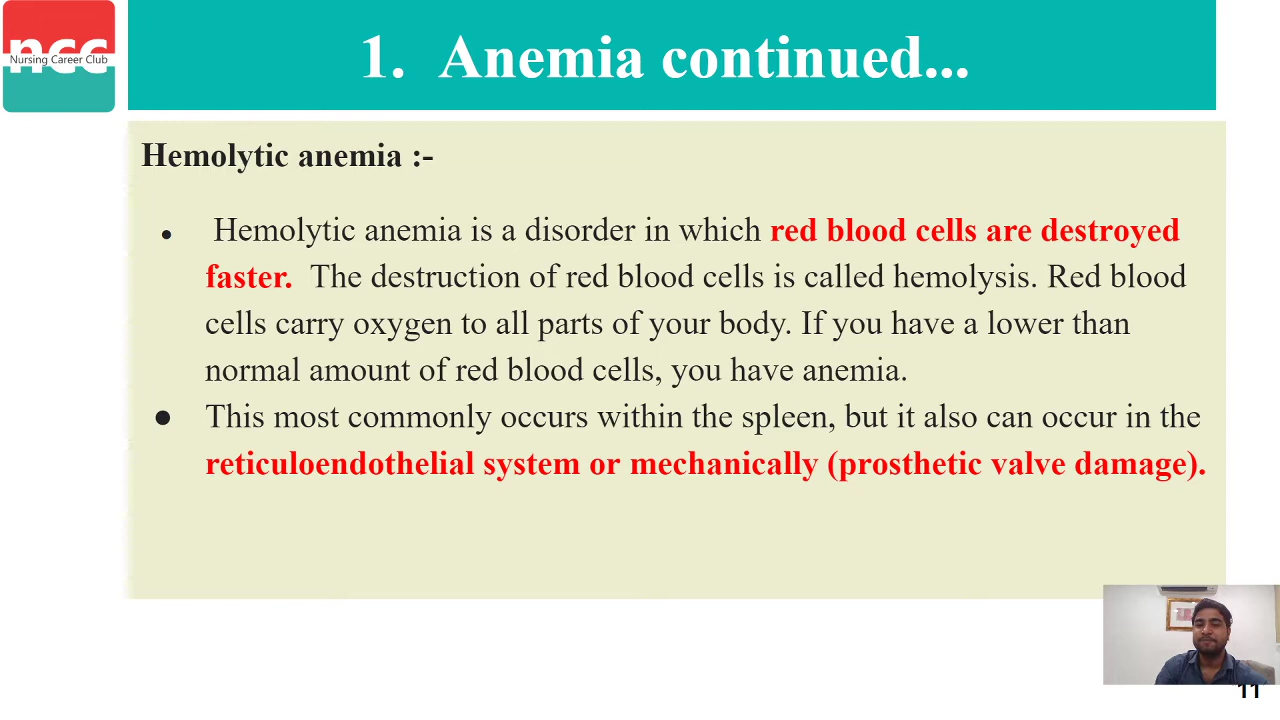 ncc
Nursing Career Club
1. Anemia continued...
Hemolytic anemia :-
● Hemolytic anemia is a disorder in which red blood cells are destroyed
faster. The destruction of red blood cells is called hemolysis. Red blood
cells carry oxygen to all parts of your body. If you have a lower than
normal amount of red blood cells, you have anemia.
● This most commonly occurs within the spleen, but it also can occur in the
reticuloendothelial system or mechanically (prosthetic valve damage).
11